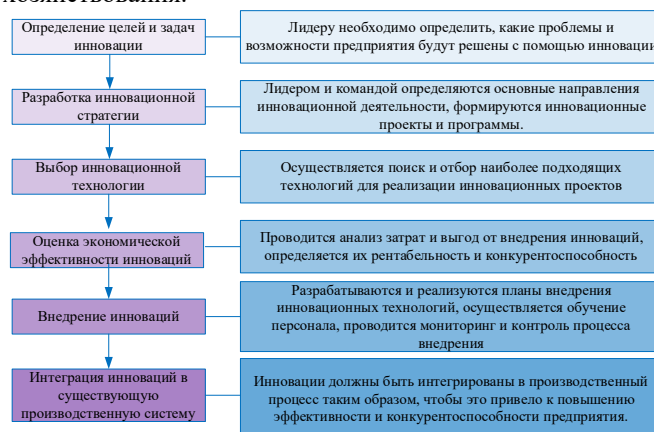 хозяйствования.
Определение целей и задач
инновации
Лидеру необходимо определить, какие проблемы и
возможности предприятия будут решены с помощью инноваций
Разработка инновационной
стратегии
Лидером и командой определяются основные направления
инновационной деятельности, формируются инновационные
проекты и программы.
Выбор инновационной
технологии
Осуществляется поиск и отбор наиболее подходящих
технологий для реализации инновационных проектов
Оценка экономической
эффективности инноваций
Проводится анализ затрат и выгод от внедрения инноваций,
определяется их рентабельность и конкурентоспособность
Внедрение инноваций
Разрабатываются и реализуются планы внедрения
инновационных технологий, осуществляется обучение
персонала, проводится мониторинг и контроль процесса
внедрения
Интеграция инноваций в
существующую
производственную систему
Инновации должны быть интегрированы в производственный
процесс таким образом, чтобы это привело к повышению
эффективности и конкурентоспособности предприятия.